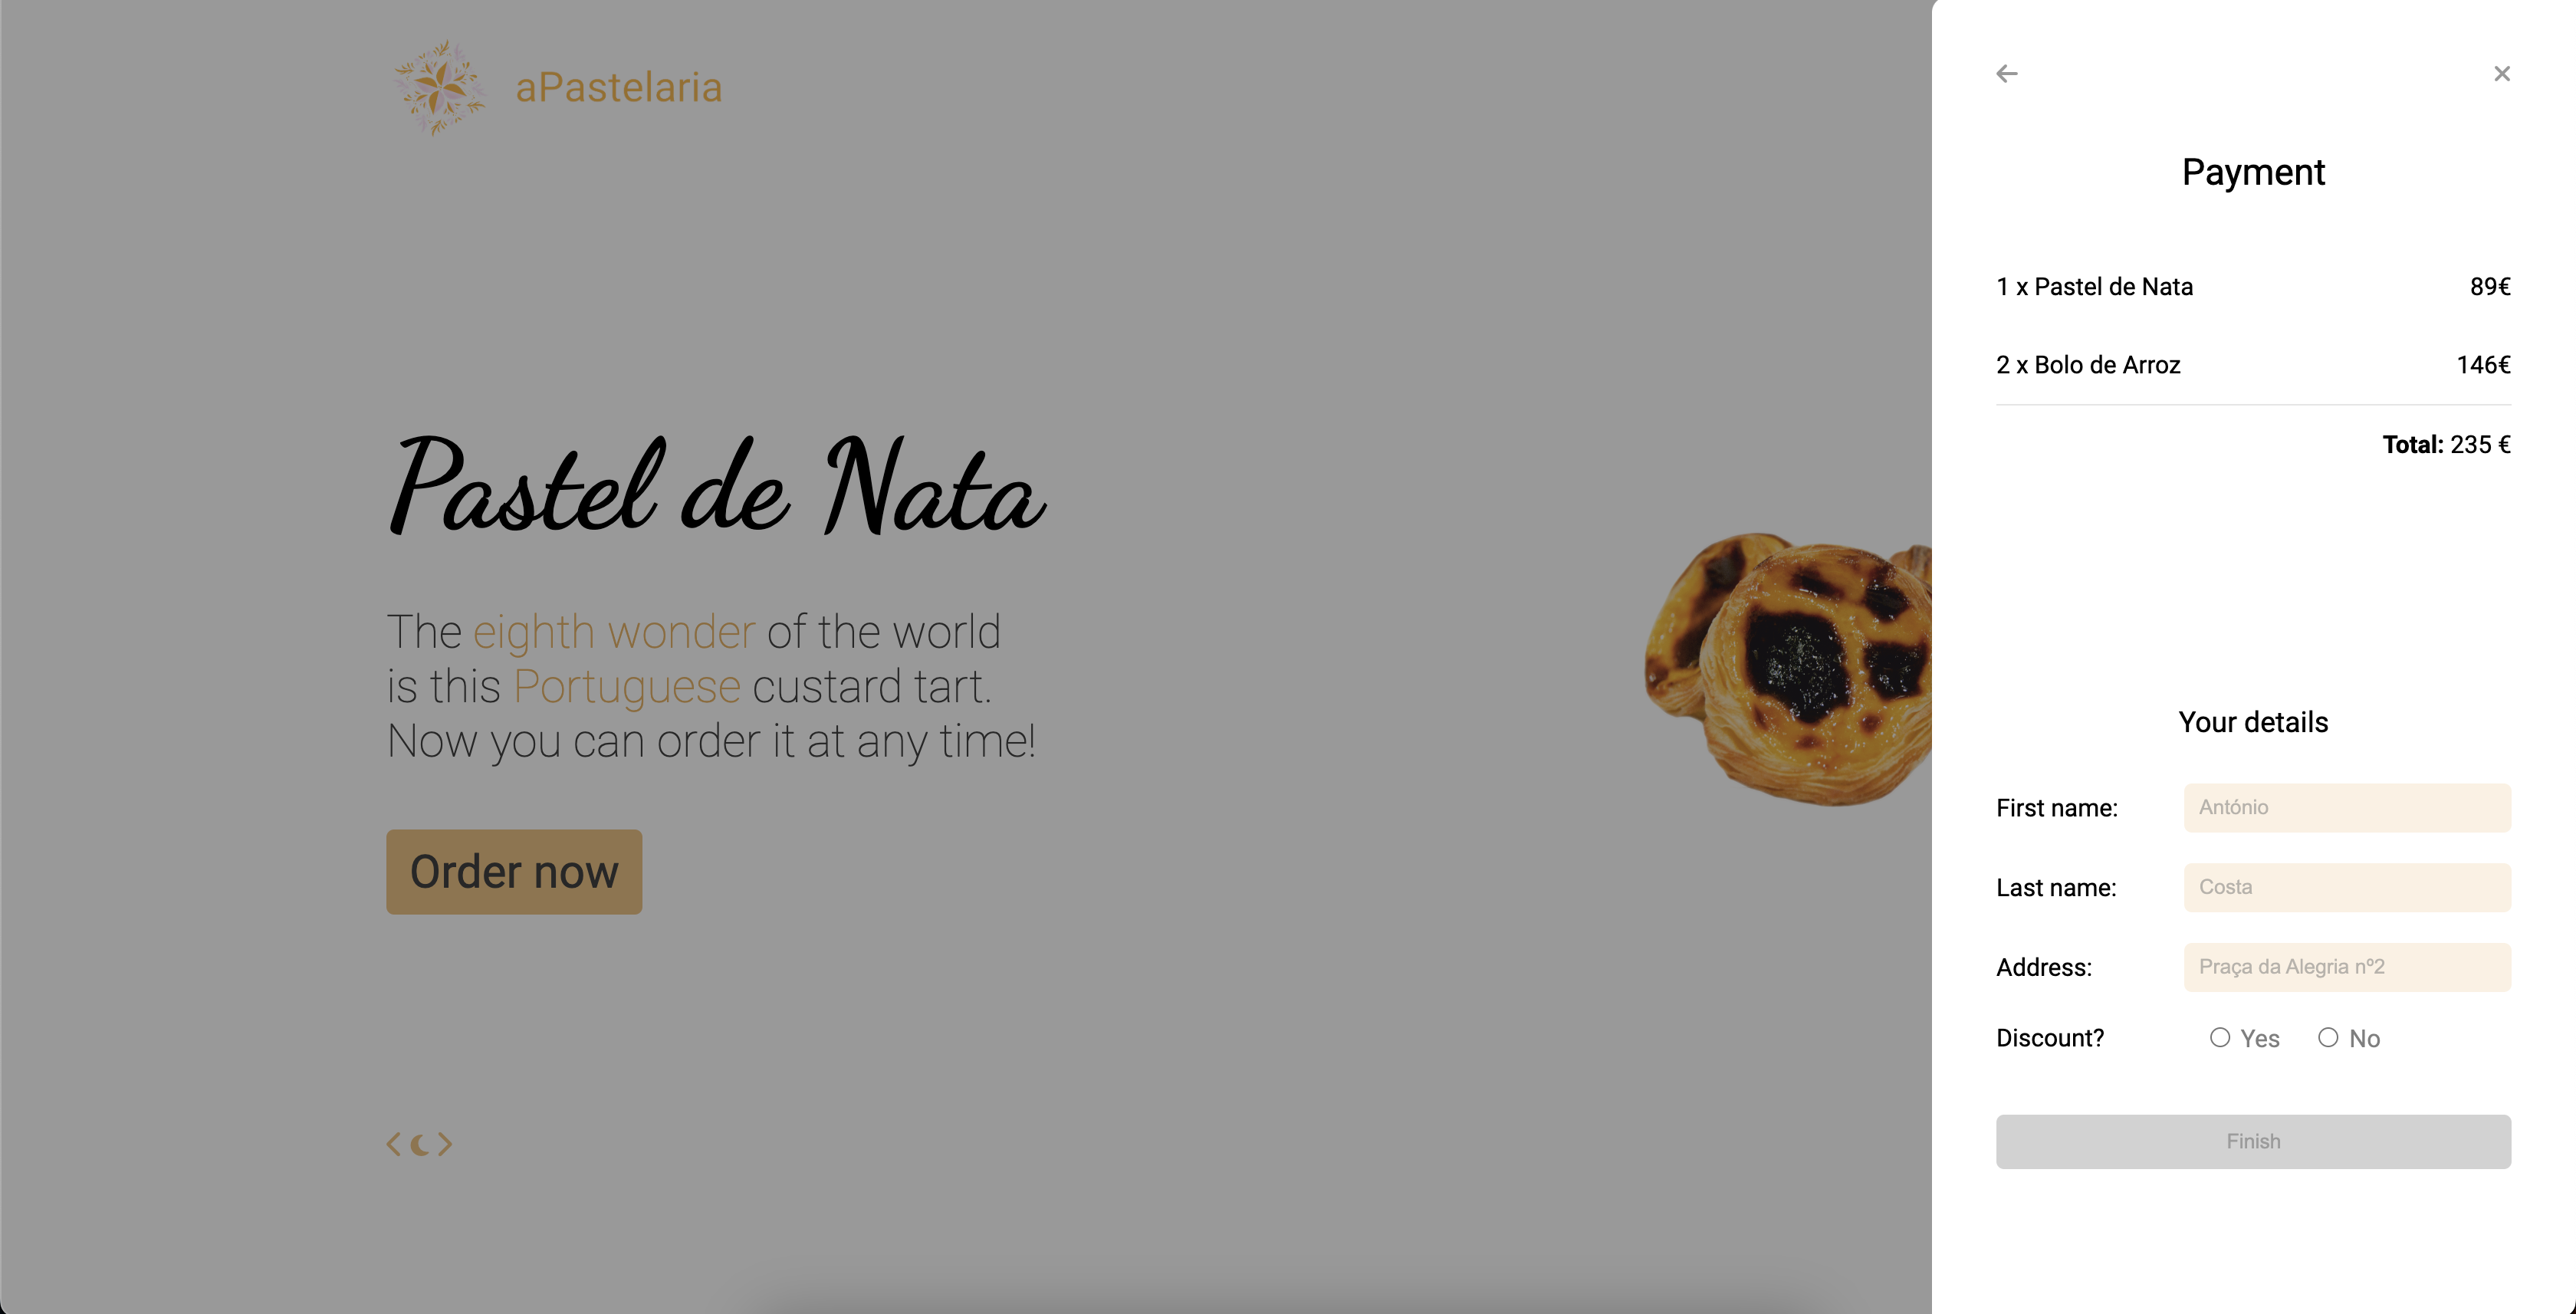 aPastelaria
Pastel de Nata
The eighth wonder of the world
is this Portuguese custard tart.
Now you can order it at any time!
Order now
Payment
1 x Pastel de Nata 89€
2 x Bolo de Arroz 146€
Total: 235 €
Your details
First name: António
Last name: Costa
Address: Praça da Alegria nº2
Discount? Yes No
Finish